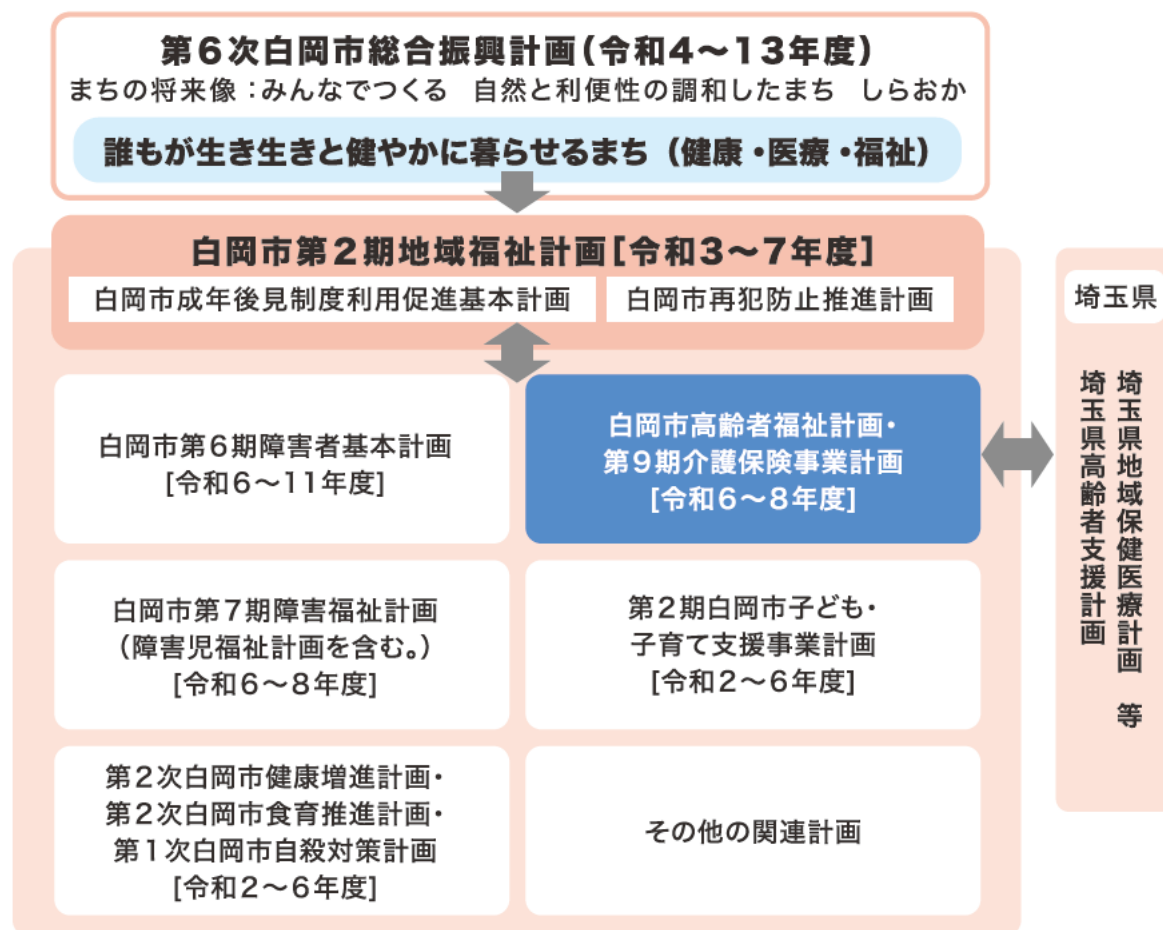 第6次白岡市総合振興計画(令和4～13年度)
まちの将来像：みんなでつくる　自然と利便性の調和したまち　しらおか
誰もが生き生きと健やかに暮らせるまち（健康・医療・福祉）
白岡市第2期地域福祉計画[令和3～7年度]
白岡市成年後見制度利用促進基本計画
白岡市再犯防止推進計画
白岡市第6期障害者基本計画
[令和6～11年度]
白岡市高齢者福祉計画・
第9期介護保険事業計画
[令和6～8年度]
白岡市第7期障害福祉計画
（障害児福祉計画を含む。）
[令和6～8年度]
第2期白岡市子ども・
子育て支援事業計画
[令和2～6年度]
第2次白岡市健康増進計画・
第2次白岡市食育推進計画・
第1次白岡市自殺対策計画
[令和2～6年度]
その他の関連計画
埼玉県
埼玉県地域保健医療計画　等
埼玉県高齢者支援計画